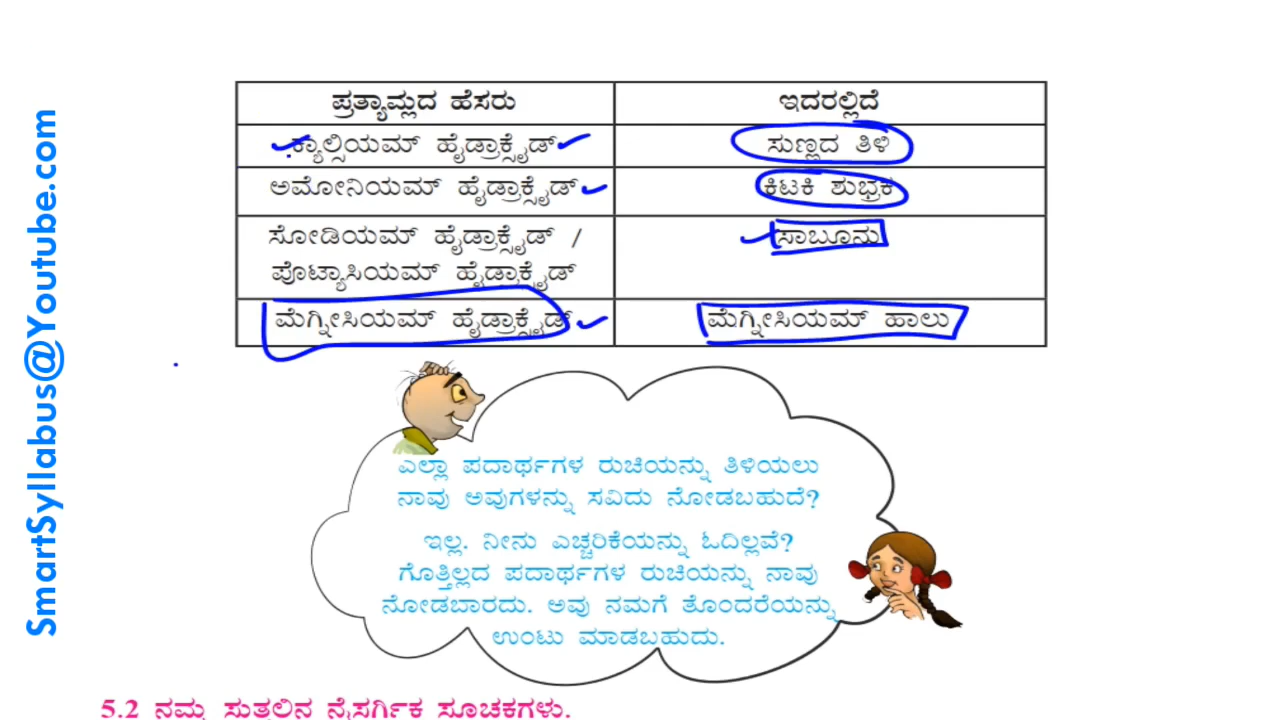 SmartSyllabus@Youtube.com
ಪ್ರತ್ಯಾಮ್ಲದ ಹೆಸರು ಇದರಲ್ಲಿದೆ
ಕ್ಯಾಲ್ಸಿಯಮ್ ಹೈಡ್ರಾಕ್ಸೈಡ್ ಸುಣ್ಣದ ತಿಳಿ
ಅಮೋನಿಯಮ್ ಹೈಡ್ರಾಕ್ಸೈಡ್ ಕಿಟಕಿ ಶುಭ್ರಕ
ಸೋಡಿಯಮ್ ಹೈಡ್ರಾಕ್ಸೈಡ್ / ಸಾಬೂನು
ಪೊಟ್ಯಾಸಿಯಮ್ ಹೈಡ್ರಾಕ್ಸೈಡ್
ಮೆಗ್ನೀಸಿಯಮ್ ಹೈಡ್ರಾಕ್ಸೈಡ್ ಮೆಗ್ನೀಸಿಯಮ್ ಹಾಲು
ಎಲ್ಲಾ ಪದಾರ್ಥಗಳ ರುಚಿಯನ್ನು ತಿಳಿಯಲು
ನಾವು ಅವುಗಳನ್ನು ಸವಿದು ನೋಡಬಹುದೆ?
ಇಲ್ಲ. ನೀನು ಎಚ್ಚರಿಕೆಯನ್ನು ಓದಿಲ್ಲವೆ?
ಗೊತ್ತಿಲ್ಲದ ಪದಾರ್ಥಗಳ ರುಚಿಯನ್ನು ನಾವು
ನೋಡಬಾರದು. ಅವು ನಮಗೆ ತೊಂದರೆಯನ್ನು
ಉಂಟು ಮಾಡಬಹುದು.
5.2 ನಮ್ಮ ಸುತ್ತಲಿನ ನೈಸರ್ಗಿಕ ಸೂಚಕಗಳು.